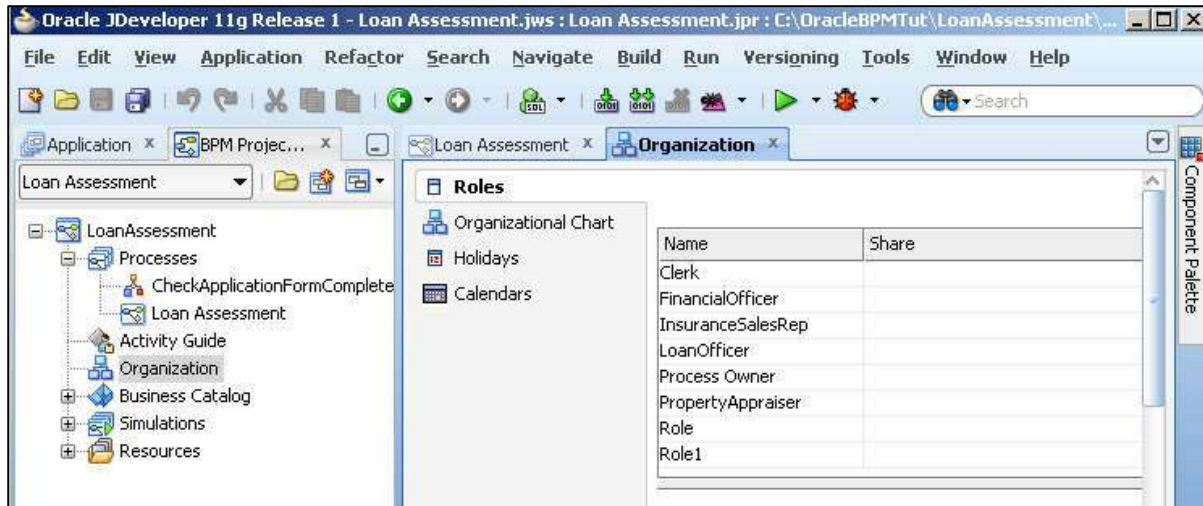 Oracle JDeveloper 11g Release 1 - Loan Assessment.jws : Loan Assessment.jpr : C:\OracleBPMTut\LoanAssessment\...
File Edit View Application Refactor Search Navigate Build Run Versioning Tools Window Help
Search
Application BPM Projec...
Loan Assessment Organization
Loan Assessment
LoanAssessment
Processes
CheckApplicationFormComplete
Loan Assessment
Activity Guide
Organization
Business Catalog
Simulations
Resources
Roles
Organizational Chart
Holidays
Calendars
Name Share
Clerk
FinancialOfficer
InsuranceSalesRep
LoanOfficer
Process Owner
PropertyAppraiser
Role
Role1
Component Palette